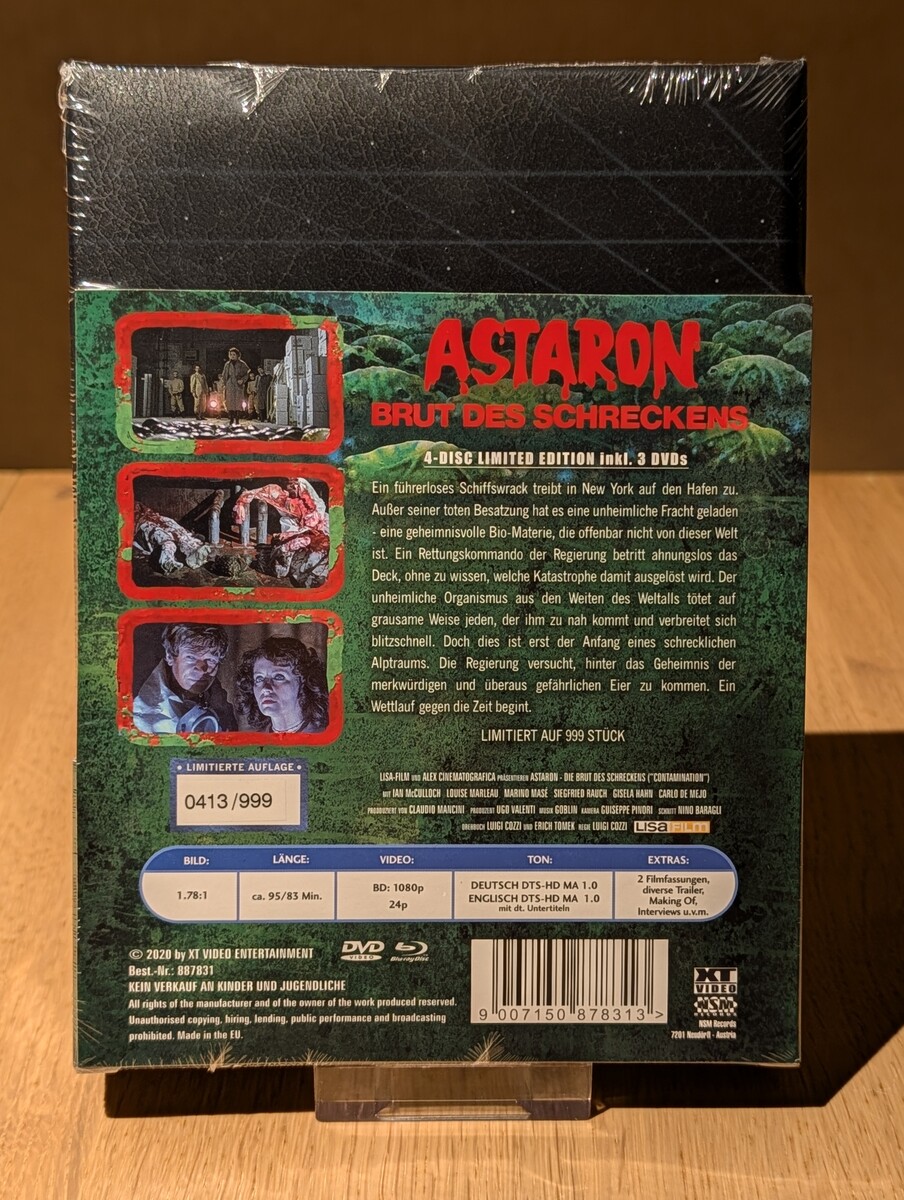 ASTARON
BRUT DES SCHRECKENS
4-DISC LIMITED EDITION inkl. 3 DVDs
Ein führerloses Schiffswrack treibt in New York auf den Hafen zu.
Außer seiner toten Besatzung hat es eine unheimliche Fracht geladen
- eine geheimnisvolle Bio-Materie, die offenbar nicht von dieser Welt
ist. Ein Rettungskommando der Regierung betritt ahnungslos das
Deck, ohne zu wissen, welche Katastrophe damit ausgelöst wird. Der
unheimliche Organismus aus den Weiten des Weltalls tötet auf
grausame Weise jeden, der ihm zu nah kommt und verbreitet sich
blitzschnell. Doch dies ist erst der Anfang eines schrecklichen
Alptraums. Die Regierung versucht, hinter das Geheimnis der
merkwürdigen und überaus gefährlichen Eier zu kommen. Ein
Wettlauf gegen die Zeit beginnt.
LIMITIERT AUF 999 STÜCK
• LIMITIERTE AUFLAGE •
0413 /999
LISA-FILM UND ALEX CINEMATOGRAFICA PRÄSENTIEREN ASTARON - DIE BRUT DES SCHRECKENS ("CONTAMINATION")
MIT IAN McCULLOCH LOUISE MARLEAU MARINO MASÉ SIEGFRIED RAUCH GISELA HAHN CARLO DE MEJO
PRODUZIERT VON CLAUDIO MANCINI PRODUZENT UGO VALENTI MUSIK GOBLIN KAMERA GUISEPPE PINORI SCHNITT NINO BARAGLI
DREHBUCH LUIGI COZZI UND ERICH TOMEK REGIE LUIGI COZZI LISA FILM
BILD: LÄNGE: VIDEO: TON: EXTRAS:
1.78:1 ca. 95/83 Min. BD: 1080p 24p DEUTSCH DTS-HD MA 1.0 ENGLISCH DTS-HD MA 1.0 mit dt. Untertiteln 2 Filmfassungen, diverse Trailer, Making Of, Interviews u.v.m.
© 2020 by XT VIDEO ENTERTAINMENT
Best.-Nr.: 887831
KEIN VERKAUF AN KINDER UND JUGENDLICHE
All rights of the manufacturer and of the owner of the work produced reserved.
Unauthorised copying, hiring, lending, public performance and broadcasting
prohibited. Made in the EU.
DVD VIDEO Blu-ray Disc
9 007150 878313 >
XT
VIDEO
NSM
RECORDS
NSM Records
7201 Neudörfl - Austria